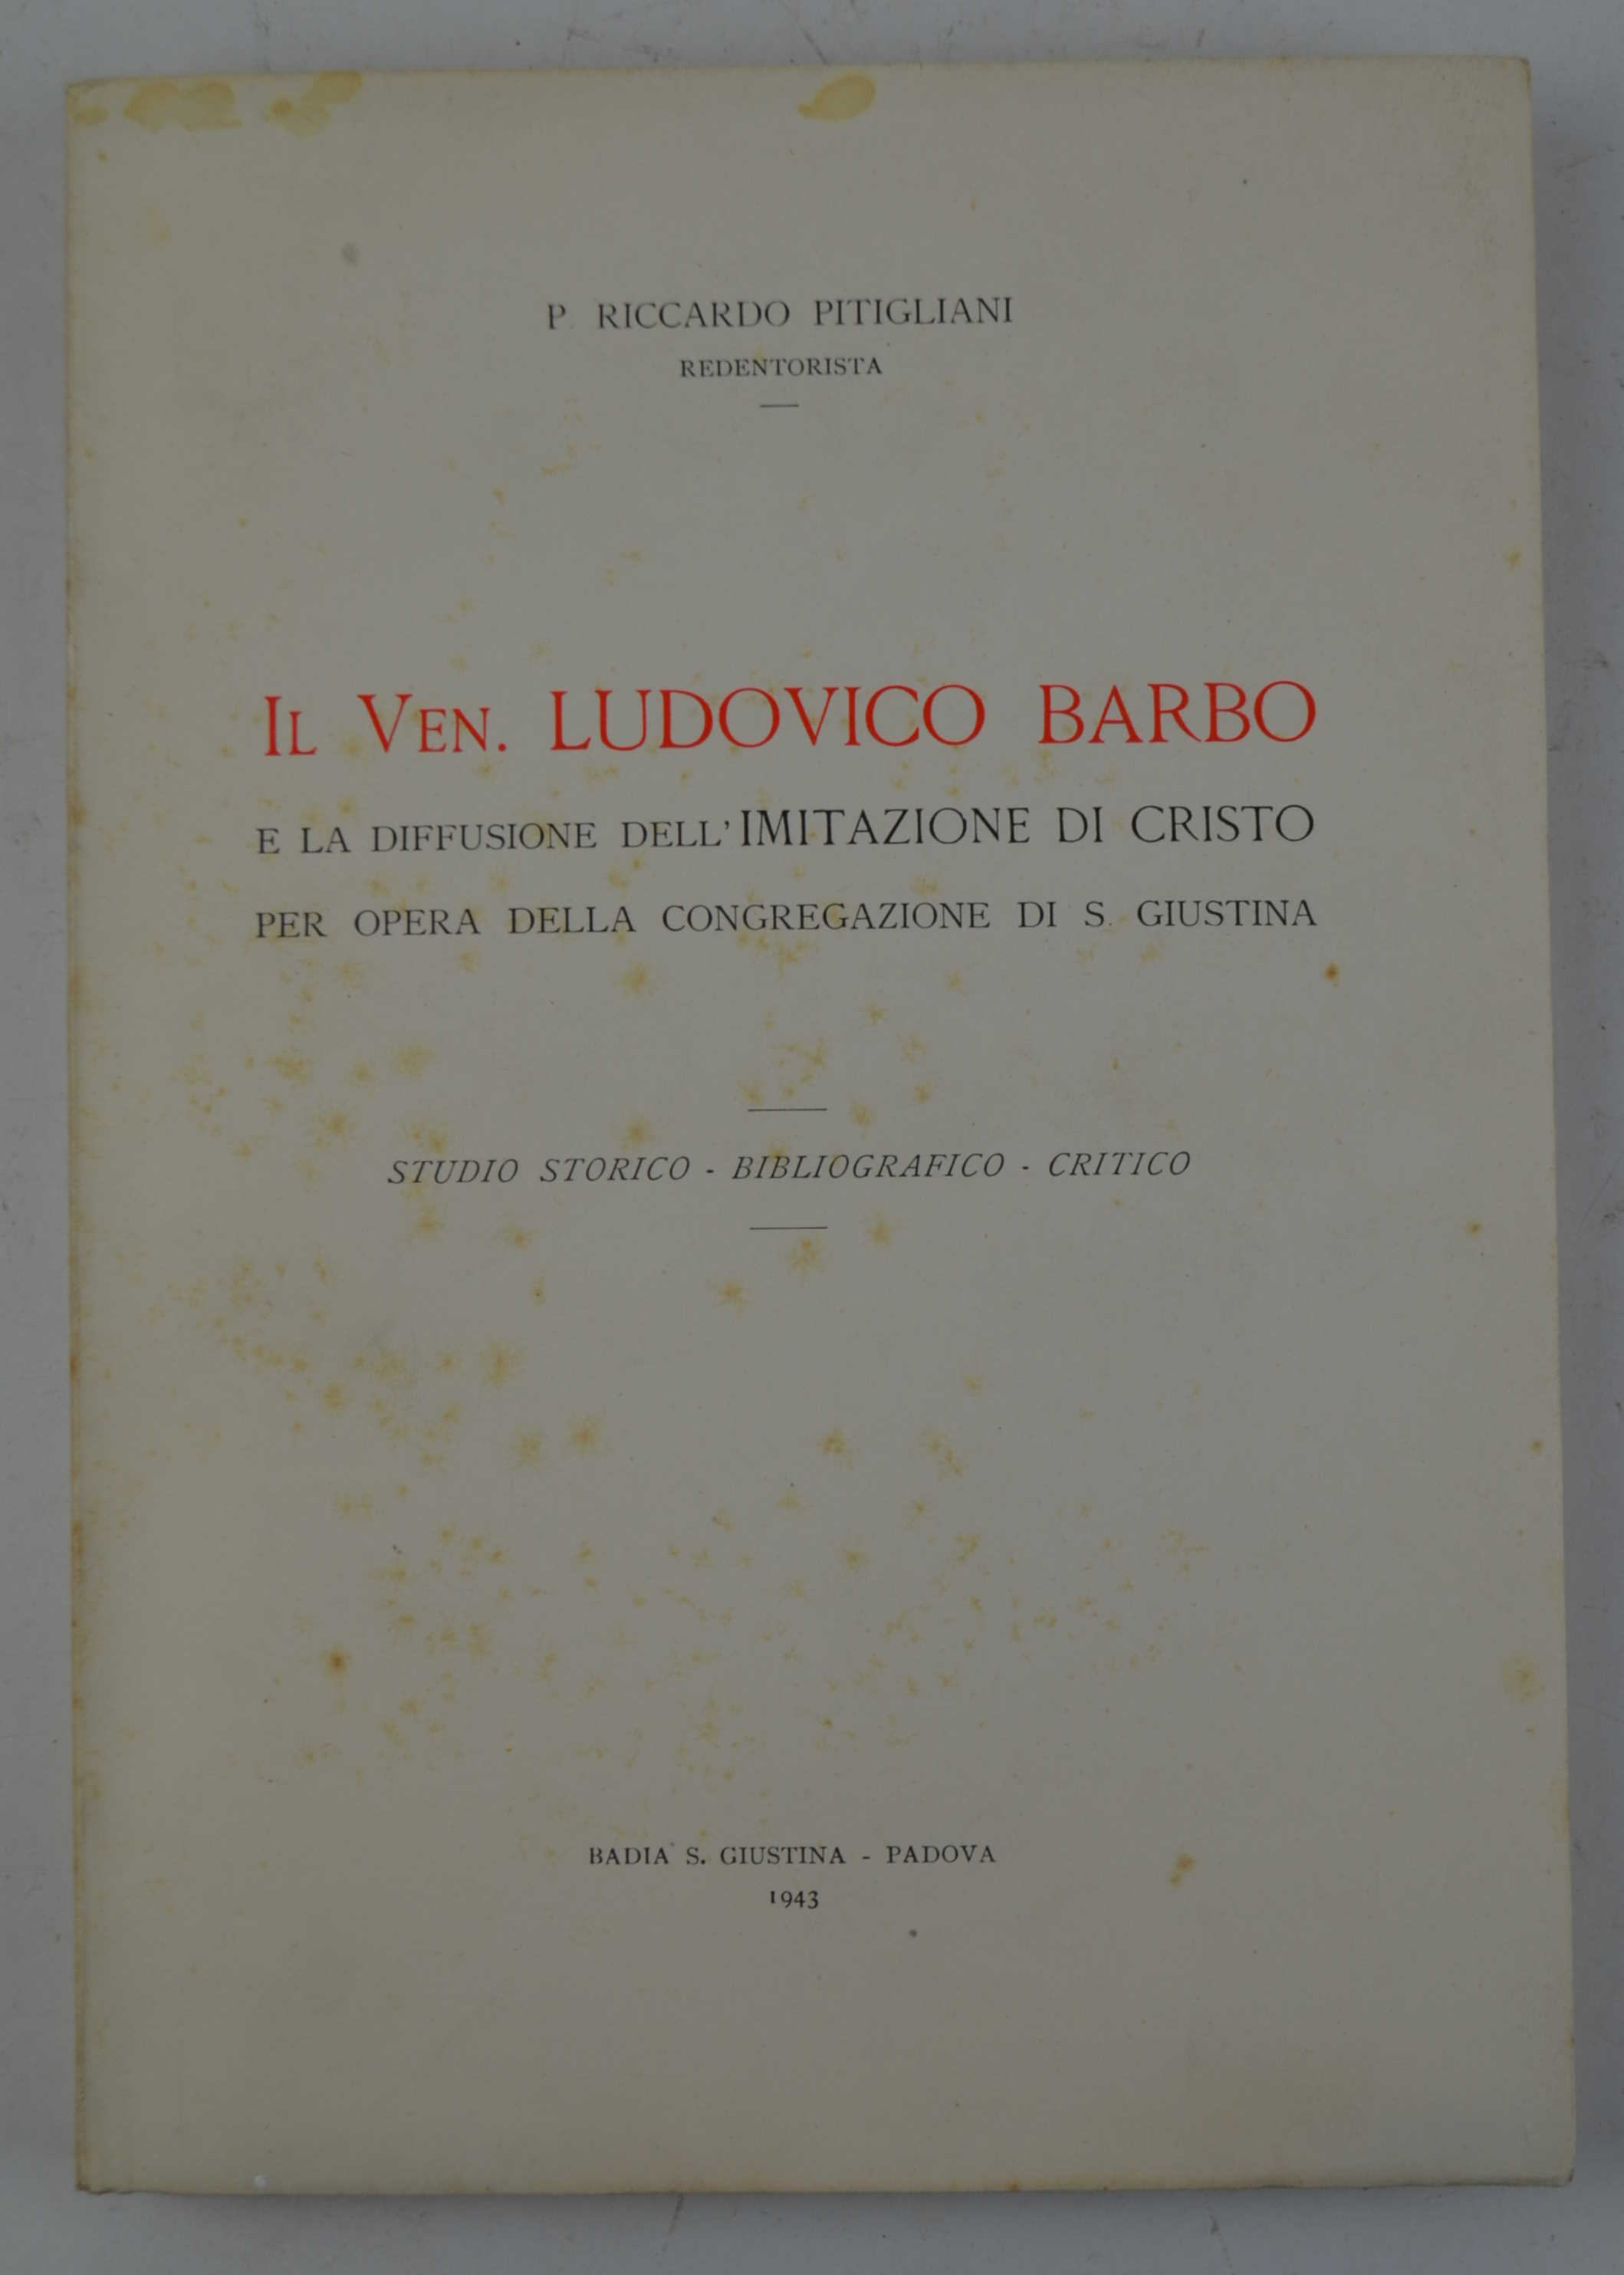 P. RICCARDO PITIGLIANI
REDENTORISTA
IL VEN. LUDOVICO BARBO
E LA DIFFUSIONE DELL'IMITAZIONE DI CRISTO
PER OPERA DELLA CONGREGAZIONE DI S. GIUSTINA
STUDIO STORICO - BIBLIOGRAFICO - CRITICO
BADIA S. GIUSTINA - PADOVA
1943